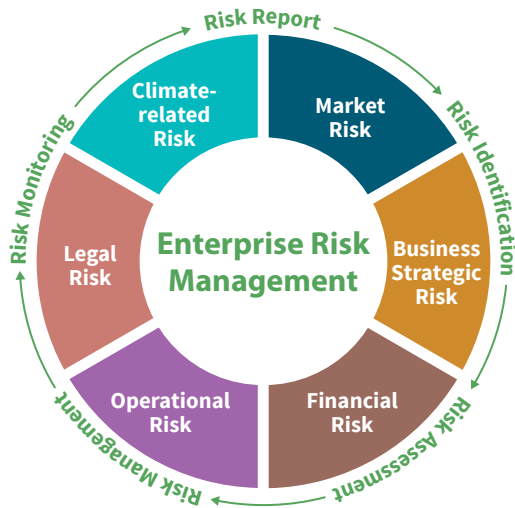 Risk Report
Risk Identification
Risk Assessment
Risk Management
Risk Monitoring
Climate-
related
Risk
Market
Risk
Business
Strategic
Risk
Financial
Risk
Operational
Risk
Legal
Risk
Enterprise Risk
Management